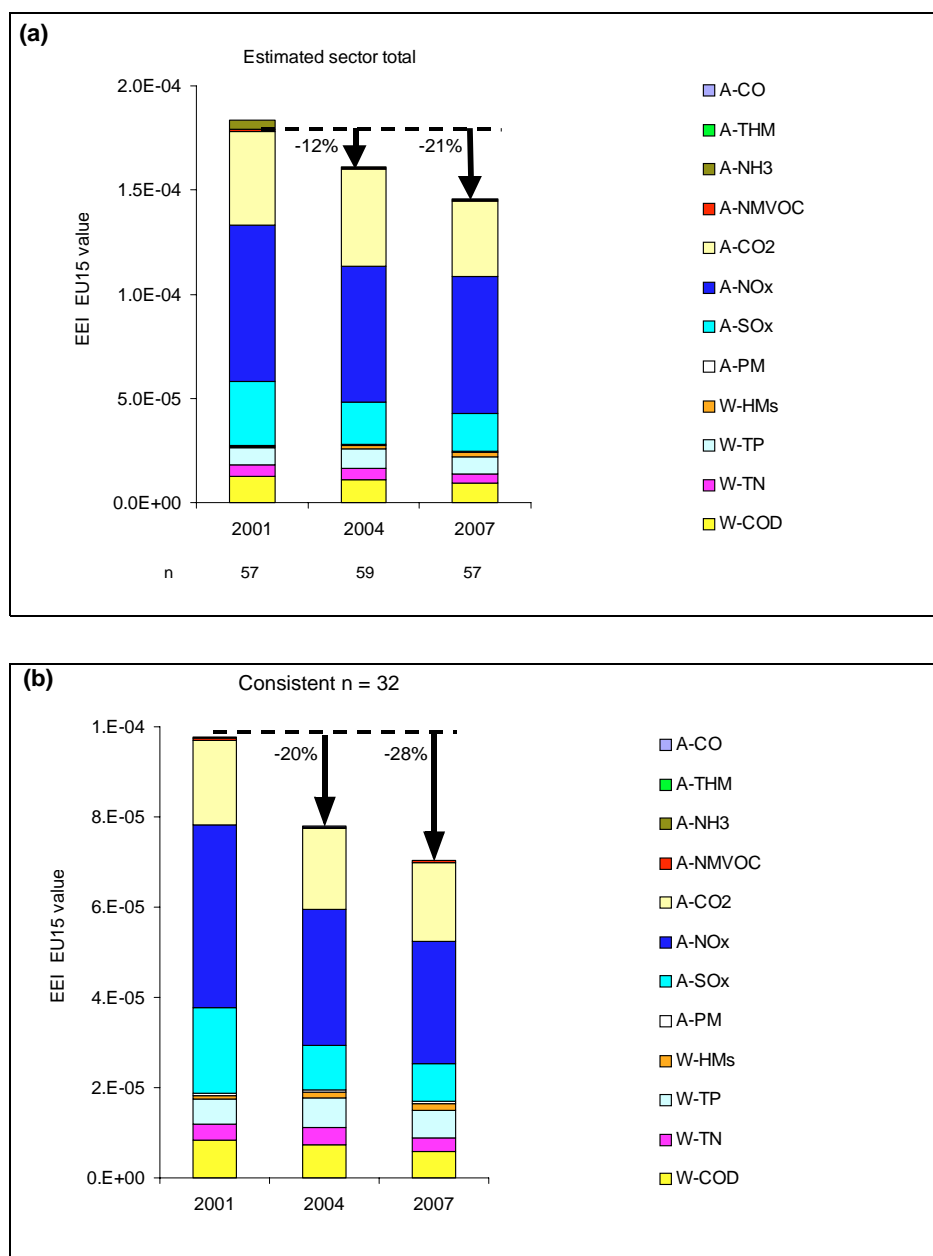 (a)
Estimated sector total
2.0E-04
1.5E-04
1.0E-04
5.0E-05
0.0E+00
EEI EU15 value
-12%
-21%
2001 2004 2007
n 57 59 57
A-CO
A-THM
A-NH3
A-NMVOC
A-CO2
A-NOx
A-SOx
A-PM
W-HMs
W-TP
W-TN
W-COD
(b)
Consistent n = 32
1.E-04
8.E-05
6.E-05
4.E-05
2.E-05
0.E+00
EEI EU15 value
-20%
-28%
2001 2004 2007
A-CO
A-THM
A-NH3
A-NMVOC
A-CO2
A-NOx
A-SOx
A-PM
W-HMs
W-TP
W-TN
W-COD